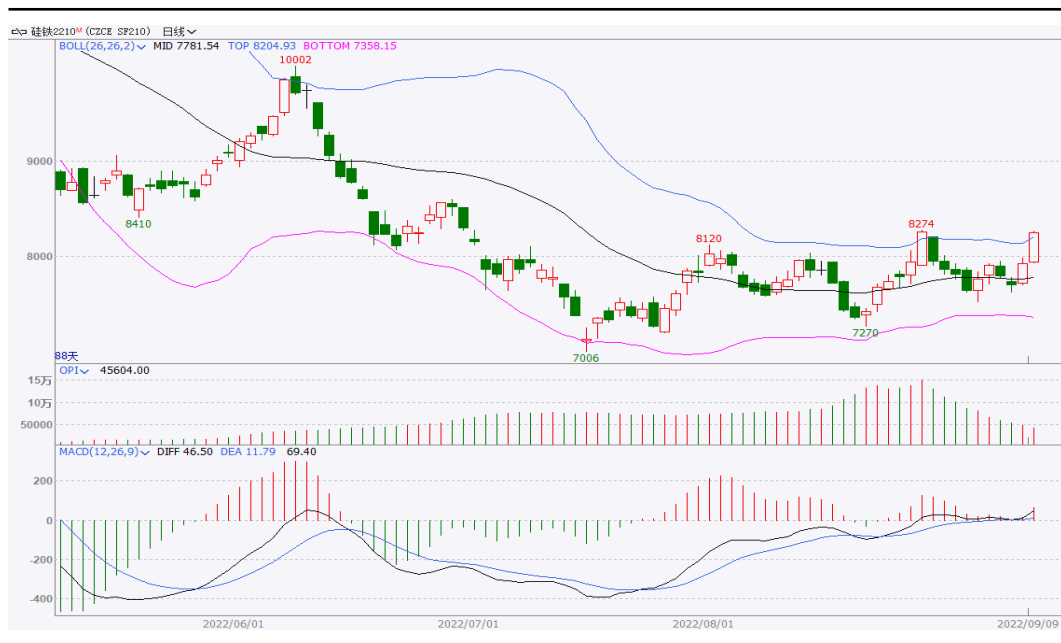 硅铁2210ᴹ (CZCE SF210) 日线
BOLL(26,26,2) MID 7781.54 TOP 8204.93 BOTTOM 7358.15
10002
9000
8410
8274
8120
8000
7270
7006
88天
OPI 45604.00
15万
10万
50000
MACD(12,26,9) DIFF 46.50 DEA 11.79 69.40
200
0
-200
-400
2022/06/01 2022/07/01 2022/08/01 2022/09/09